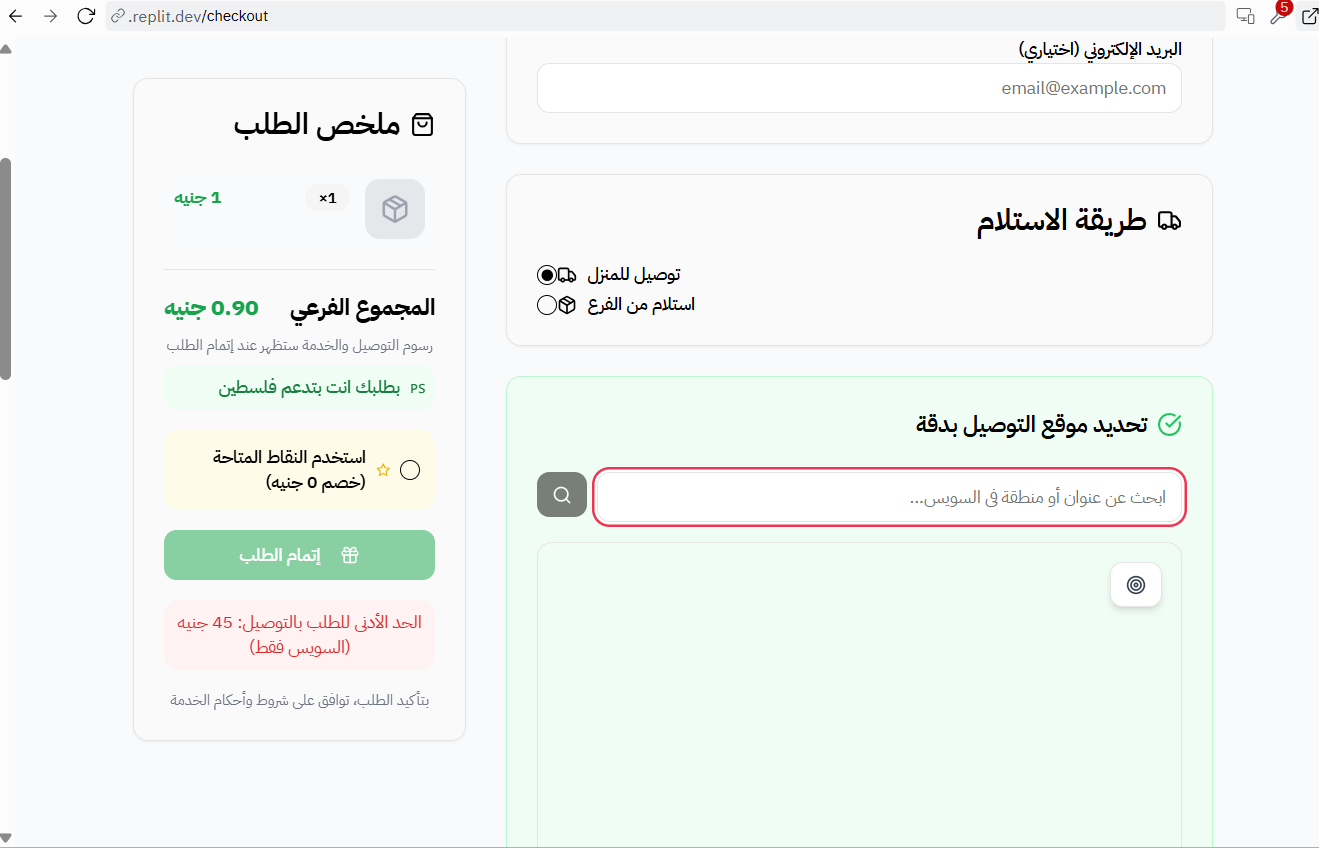 .replit.dev/checkout
5
البريد الإلكتروني (اختياري)
email@example.com
طريقة الاستلام
توصيل للمنزل
استلام من الفرع
تحديد موقع التوصيل بدقة
ابحث عن عنوان أو منطقة في السويس...
ملخص الطلب
×1
1 جنيه
المجموع الفرعي 0.90 جنيه
رسوم التوصيل والخدمة ستظهر عند إتمام الطلب
PS بطلبك انت بتدعم فلسطين
استخدم النقاط المتاحة
(خصم 0 جنيه)
إتمام الطلب
الحد الأدنى للطلب بالتوصيل: 45 جنيه
(السويس فقط)
بتأكيد الطلب، توافق على شروط وأحكام الخدمة